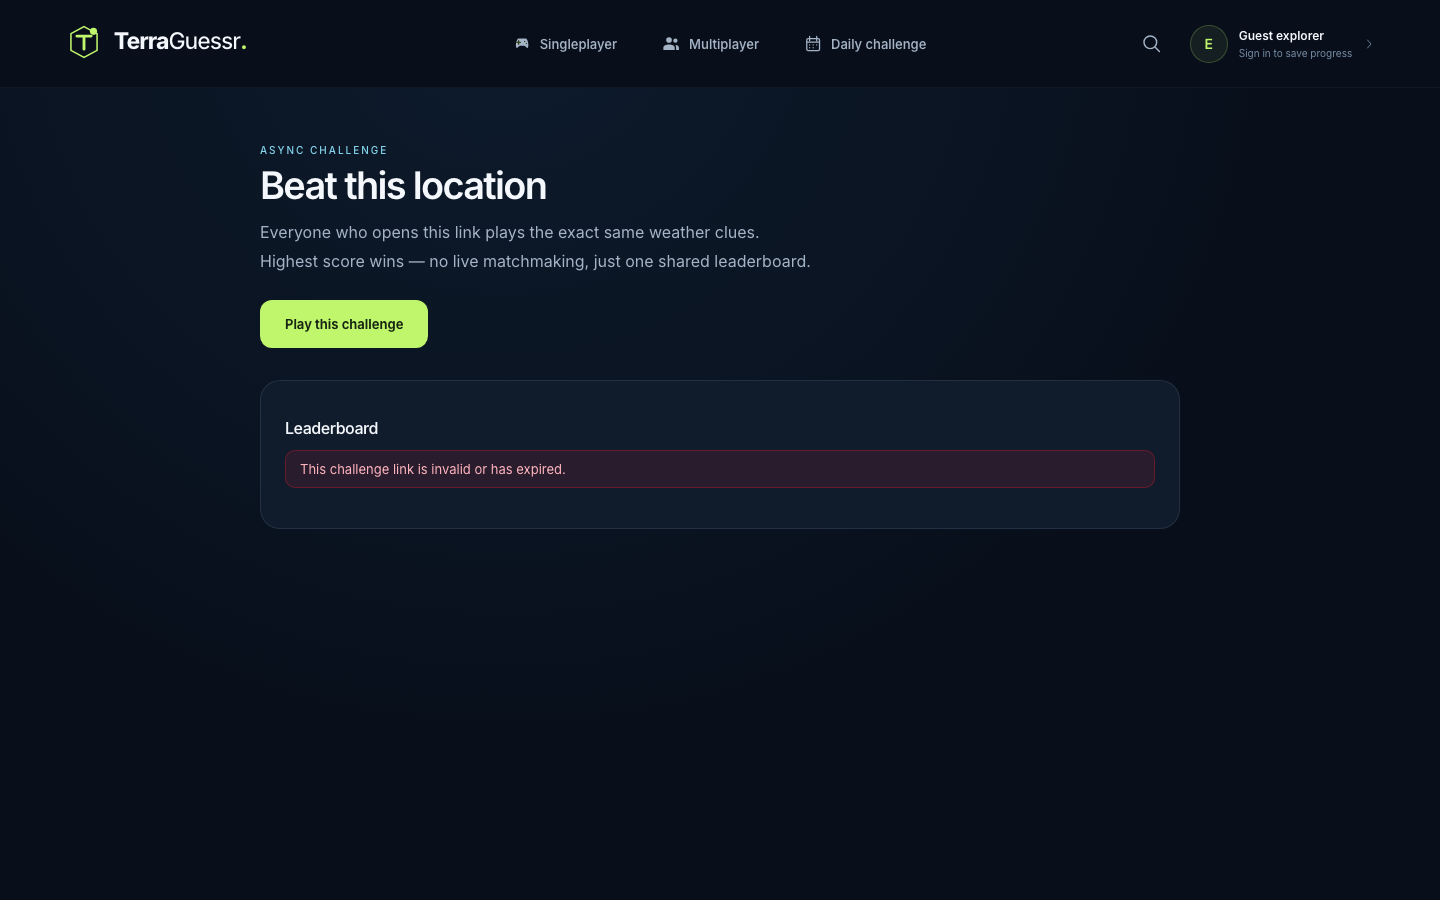 TerraGuessr.
Singleplayer
Multiplayer
Daily challenge
E
Guest explorer
Sign in to save progress
ASYNC CHALLENGE
Beat this location
Everyone who opens this link plays the exact same weather clues.
Highest score wins — no live matchmaking, just one shared leaderboard.
Play this challenge
Leaderboard
This challenge link is invalid or has expired.